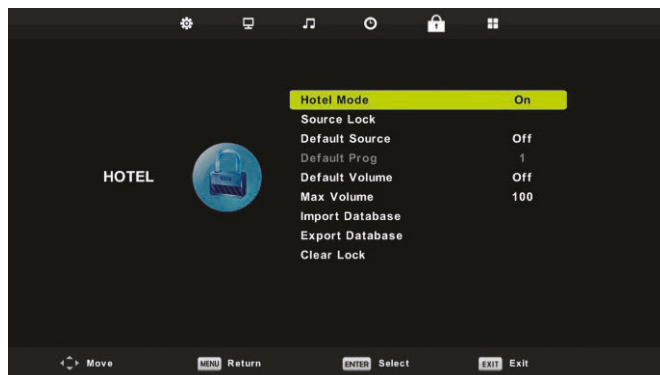 HOTEL
Hotel Mode On
Source Lock
Default Source Off
Default Prog 1
Default Volume Off
Max Volume 100
Import Database
Export Database
Clear Lock
Move MENU Return ENTER Select EXIT Exit